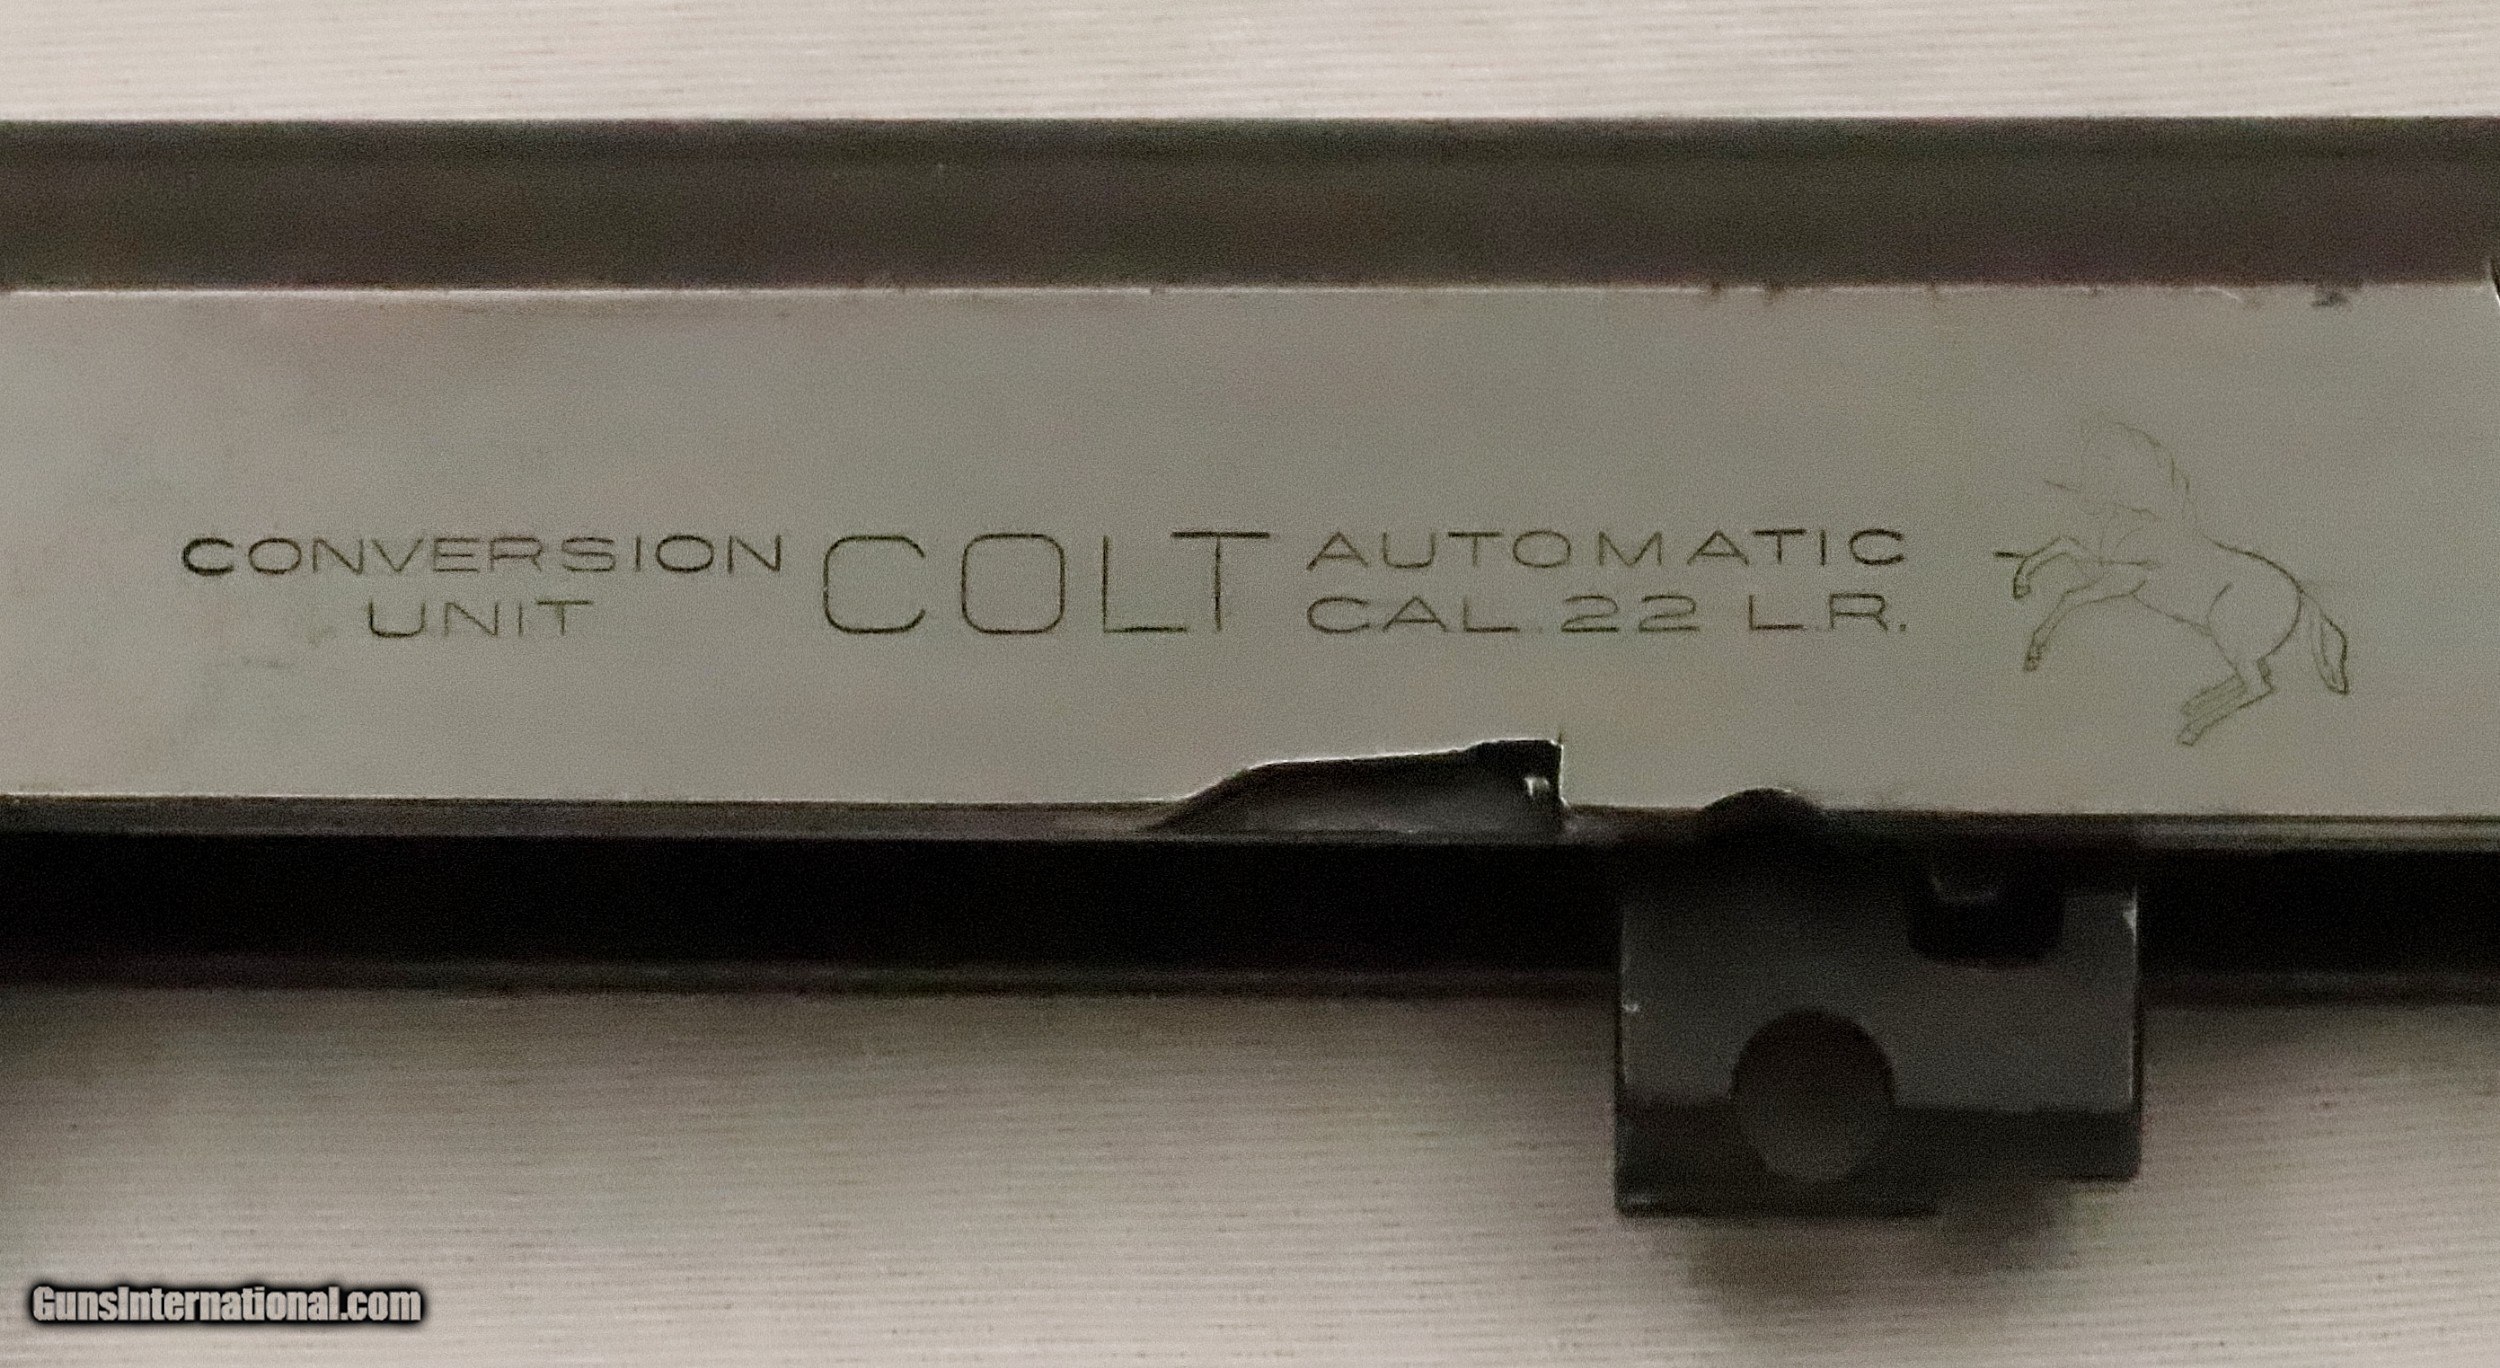 CONVERSION
UNIT
COLT
AUTOMATIC
CAL. 22 L.R.
GunsInternational.com